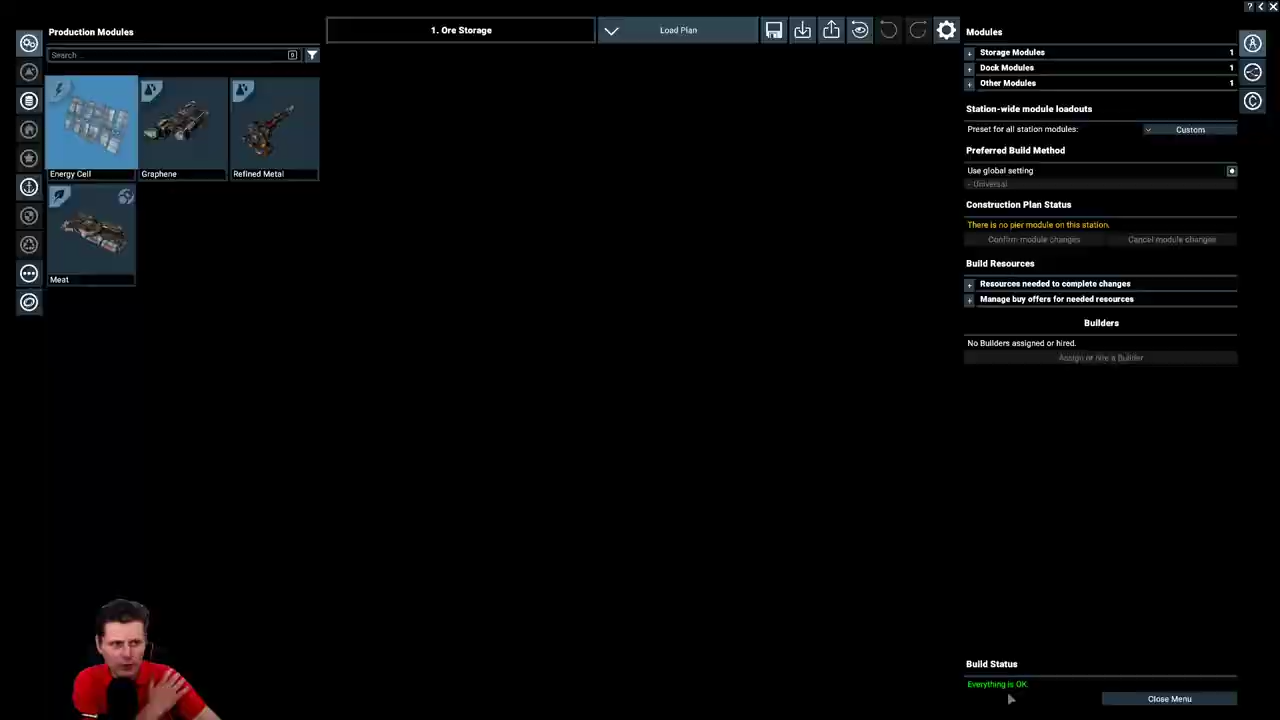 Production Modules
Search...
Energy Cell
Graphene
Refined Metal
Meat
1. Ore Storage
Load Plan
Modules
Storage Modules 1
Dock Modules 1
Other Modules 1
Station-wide module loadouts
Preset for all station modules: Custom
Preferred Build Method
Use global setting
- Universal
Construction Plan Status
There is no pier module on this station.
Confirm module changes Cancel module changes
Build Resources
Resources needed to complete changes
Manage buy offers for needed resources
Builders
No Builders assigned or hired.
Assign or hire a Builder
Build Status
Everything is OK.
Close Menu